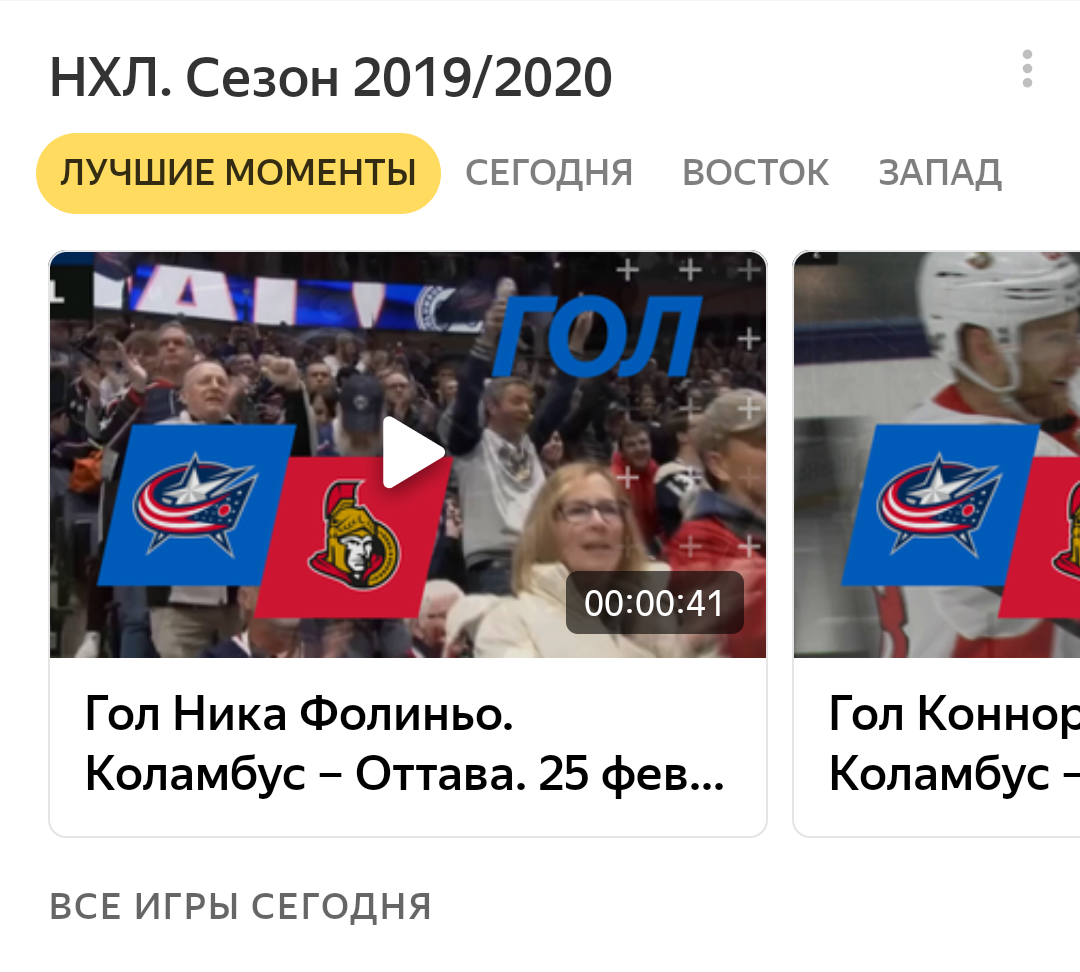 НХЛ. Сезон 2019/2020
ЛУЧШИЕ МОМЕНТЫ СЕГОДНЯ ВОСТОК ЗАПАД
ГОЛ
00:00:41
Гол Ника Фолиньо.
Коламбус – Оттава. 25 фев...
Гол Коннор
Коламбус –
ВСЕ ИГРЫ СЕГОДНЯ